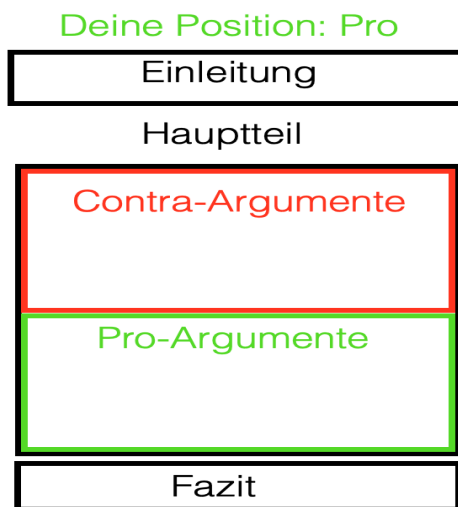 Deine Position: Pro
Einleitung
Hauptteil
Contra-Argumente
Pro-Argumente
Fazit